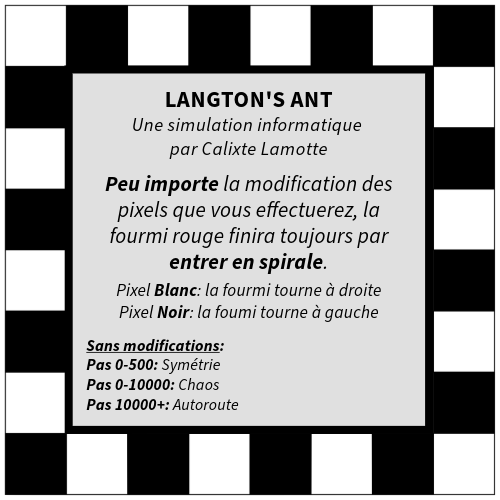 LANGTON'S ANT
Une simulation informatique
par Calixte Lamotte
Peu importe la modification des
pixels que vous effectuerez, la
fourmi rouge finira toujours par
entrer en spirale.
Pixel Blanc: la fourmi tourne à droite
Pixel Noir: la foumi tourne à gauche
Sans modifications:
Pas 0-500: Symétrie
Pas 0-10000: Chaos
Pas 10000+: Autoroute